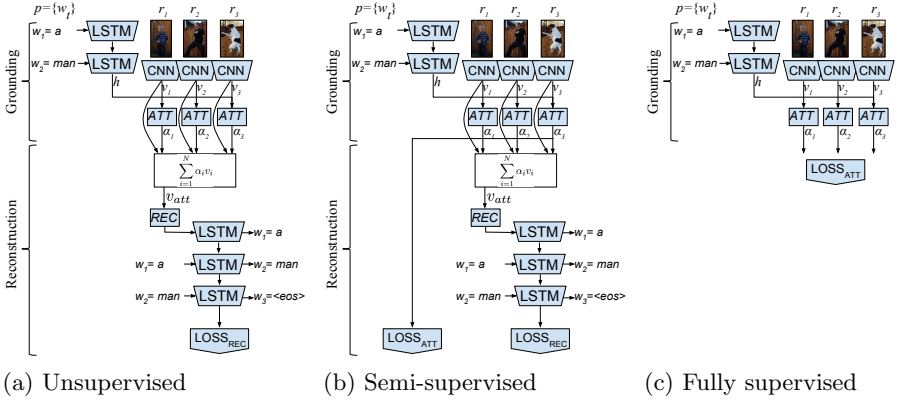 p={w_t} r_1 r_2 r_3
w_1= a LSTM
w_2= man LSTM CNN CNN CNN
h v_1 v_2 v_3
ATT ATT ATT
α_1 α_2 α_3
Grounding
∑_{i=1}^{N} α_i v_i
v_att
REC
LSTM w_1= a
w_1= a LSTM w_2= man
w_2= man LSTM w_3= <eos>
LOSS_REC
Reconstruction
(a) Unsupervised
p={w_t} r_1 r_2 r_3
w_1= a LSTM
w_2= man LSTM CNN CNN CNN
h v_1 v_2 v_3
ATT ATT ATT
α_1 α_2 α_3
Grounding
∑_{i=1}^{N} α_i v_i
v_att
REC
LSTM w_1= a
w_1= a LSTM w_2= man
w_2= man LSTM w_3= <eos>
LOSS_ATT LOSS_REC
Reconstruction
(b) Semi-supervised
p={w_t} r_1 r_2 r_3
w_1= a LSTM
w_2= man LSTM CNN CNN CNN
h v_1 v_2 v_3
ATT ATT ATT
α_1 α_2 α_3
Grounding
LOSS_ATT
(c) Fully supervised